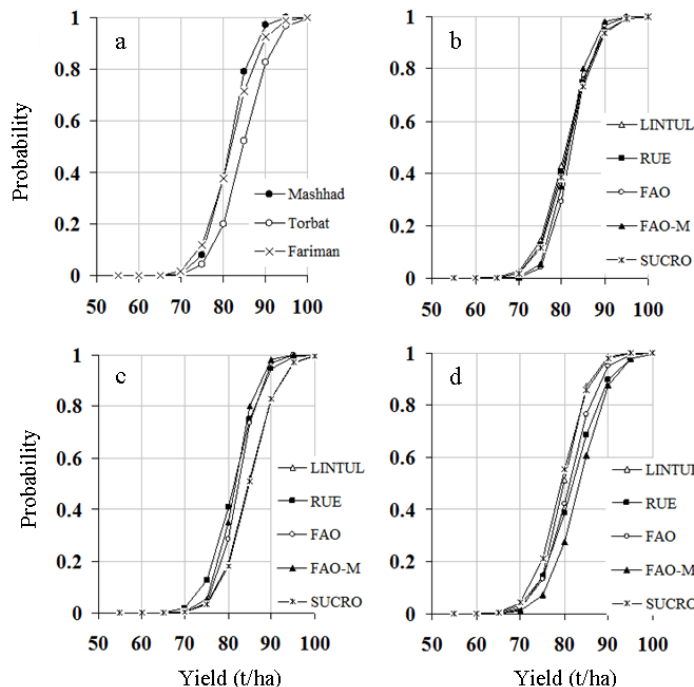 a
1
0.8
0.6
0.4
0.2
0
Probability
Mashhad
Torbat
Fariman
50 60 70 80 90 100
b
1
0.8
0.6
0.4
0.2
0
LINTUL
RUE
FAO
FAO-M
SUCRO
50 60 70 80 90 100
c
1
0.8
0.6
0.4
0.2
0
Probability
LINTUL
RUE
FAO
FAO-M
SUCRO
50 60 70 80 90 100
Yield (t/ha)
d
1
0.8
0.6
0.4
0.2
0
LINTUL
RUE
FAO
FAO-M
SUCRO
50 60 70 80 90 100
Yield (t/ha)